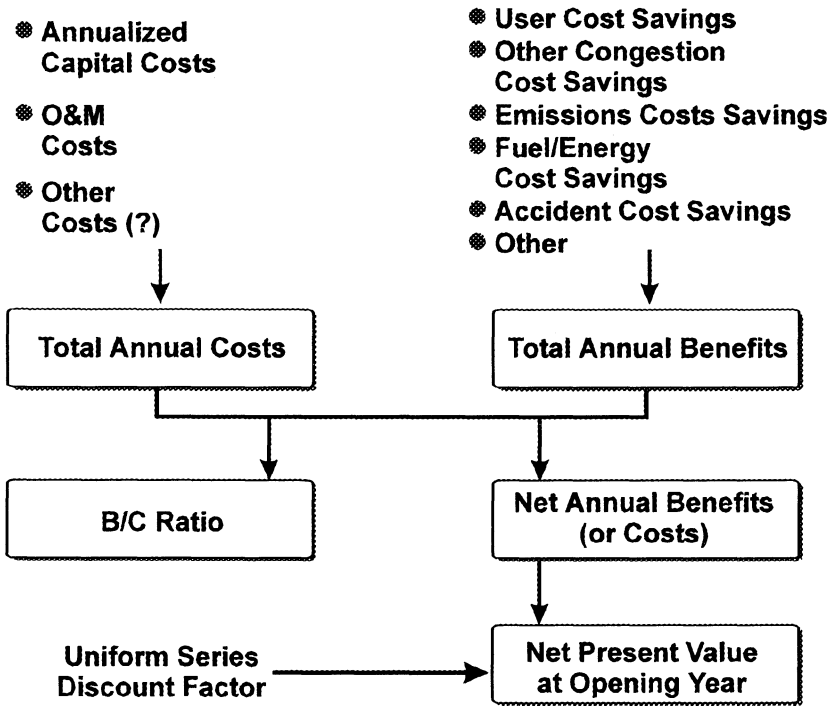 Annualized
Capital Costs
O&M
Costs
Other
Costs (?)
User Cost Savings
Other Congestion
Cost Savings
Emissions Costs Savings
Fuel/Energy
Cost Savings
Accident Cost Savings
Other
Total Annual Costs
Total Annual Benefits
B/C Ratio
Net Annual Benefits
(or Costs)
Uniform Series
Discount Factor
Net Present Value
at Opening Year